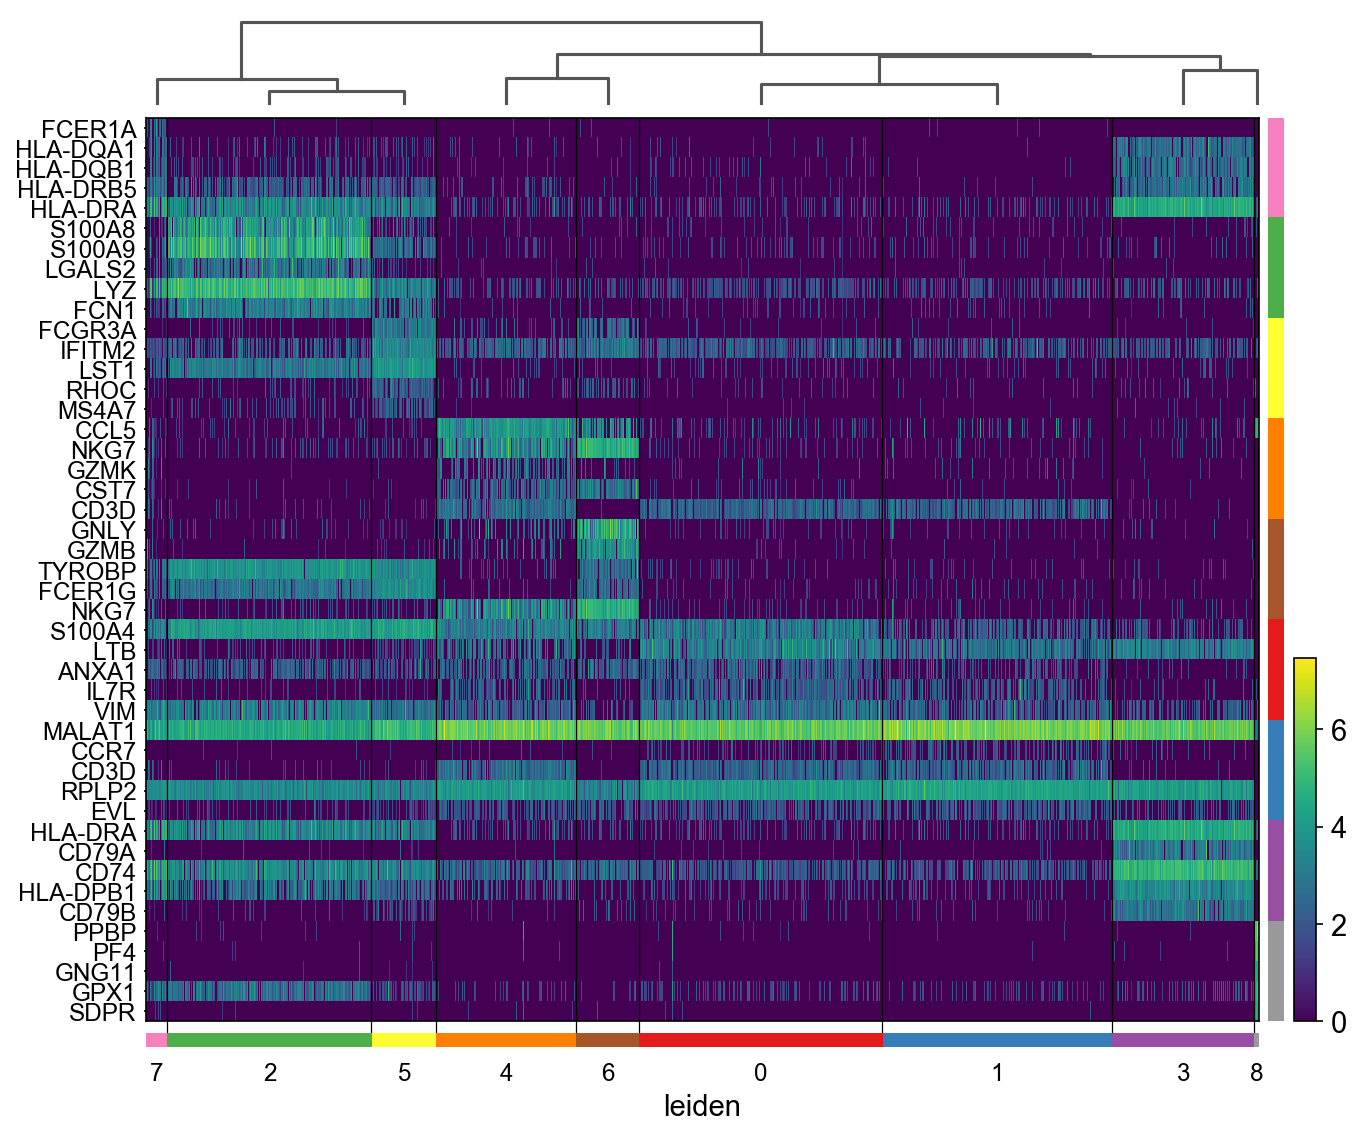 FCER1A
HLA-DQA1
HLA-DQB1
HLA-DRB5
HLA-DRA
S100A8
S100A9
LGALS2
LYZ
FCN1
FCGR3A
IFITM2
LST1
RHOC
MS4A7
CCL5
NKG7
GZMK
CST7
CD3D
GNLY
GZMB
TYROBP
FCER1G
NKG7
S100A4
LTB
ANXA1
IL7R
VIM
MALAT1
CCR7
CD3D
RPLP2
EVL
HLA-DRA
CD79A
CD74
HLA-DPB1
CD79B
PPBP
PF4
GNG11
GPX1
SDPR
6
4
2
0
7 2 5 4 6 0 1 3 8
leiden